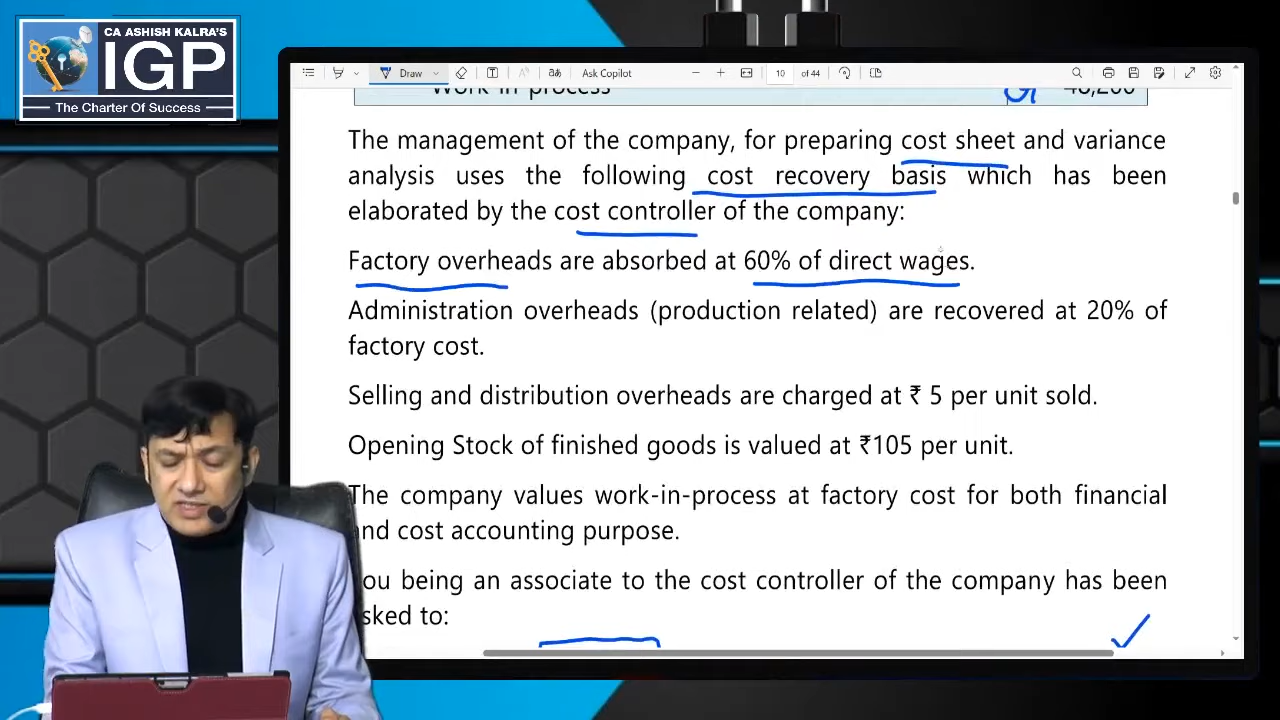 CA ASHISH KALRA'S
IGP
The Charter Of Success
Draw
Ask Copilot
10 of 44
Work-in-process 48,200
The management of the company, for preparing cost sheet and variance
analysis uses the following cost recovery basis which has been
elaborated by the cost controller of the company:
Factory overheads are absorbed at 60% of direct wages.
Administration overheads (production related) are recovered at 20% of
factory cost.
Selling and distribution overheads are charged at ₹ 5 per unit sold.
Opening Stock of finished goods is valued at ₹105 per unit.
The company values work-in-process at factory cost for both financial
and cost accounting purpose.
You being an associate to the cost controller of the company has been
asked to: